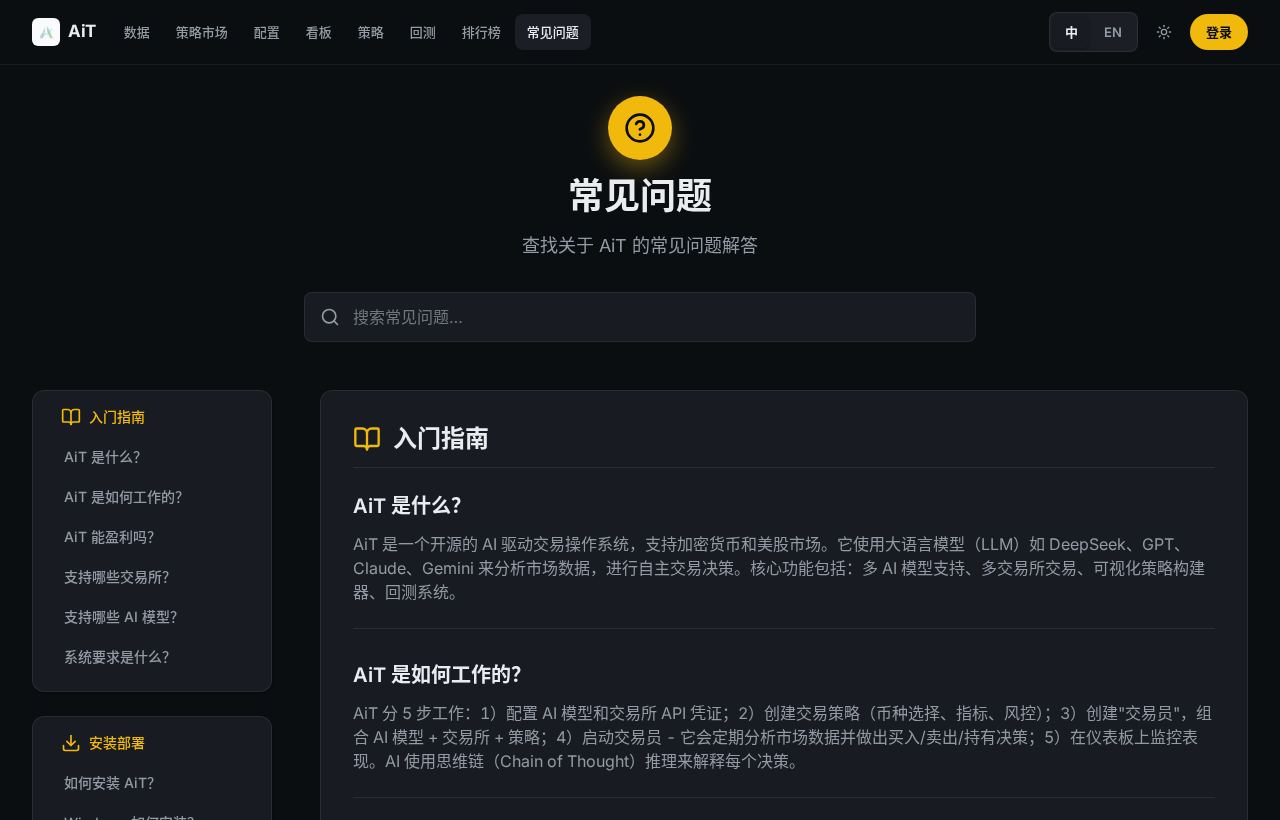 AiT
数据
策略市场
配置
看板
策略
回测
排行榜
常见问题
中
EN
登录
常见问题
查找关于 AiT 的常见问题解答
搜索常见问题...
入门指南
AiT 是什么？
AiT 是如何工作的？
AiT 能盈利吗？
支持哪些交易所？
支持哪些 AI 模型？
系统要求是什么？
安装部署
如何安装 AiT？
Windows 如何安装？
入门指南
AiT 是什么？
AiT 是一个开源的 AI 驱动交易操作系统，支持加密货币和美股市场。它使用大语言模型（LLM）如 DeepSeek、GPT、
Claude、Gemini 来分析市场数据，进行自主交易决策。核心功能包括：多 AI 模型支持、多交易所交易、可视化策略构建
器、回测系统。
AiT 是如何工作的？
AiT 分 5 步工作：1）配置 AI 模型和交易所 API 凭证；2）创建交易策略（币种选择、指标、风控）；3）创建"交易员"，组
合 AI 模型 + 交易所 + 策略；4）启动交易员 - 它会定期分析市场数据并做出买入/卖出/持有决策；5）在仪表板上监控表
现。AI 使用思维链（Chain of Thought）推理来解释每个决策。